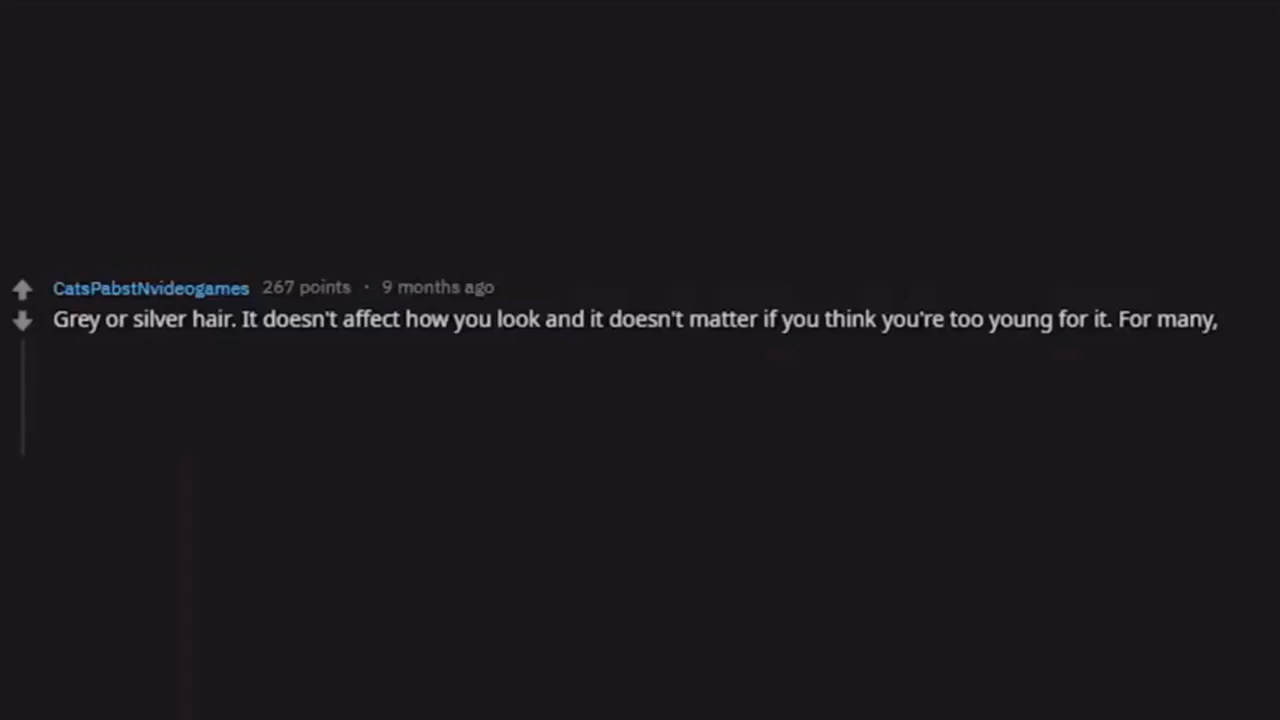 CatsPabstNvideogames 267 points · 9 months ago
Grey or silver hair. It doesn't affect how you look and it doesn't matter if you think you're too young for it. For many,